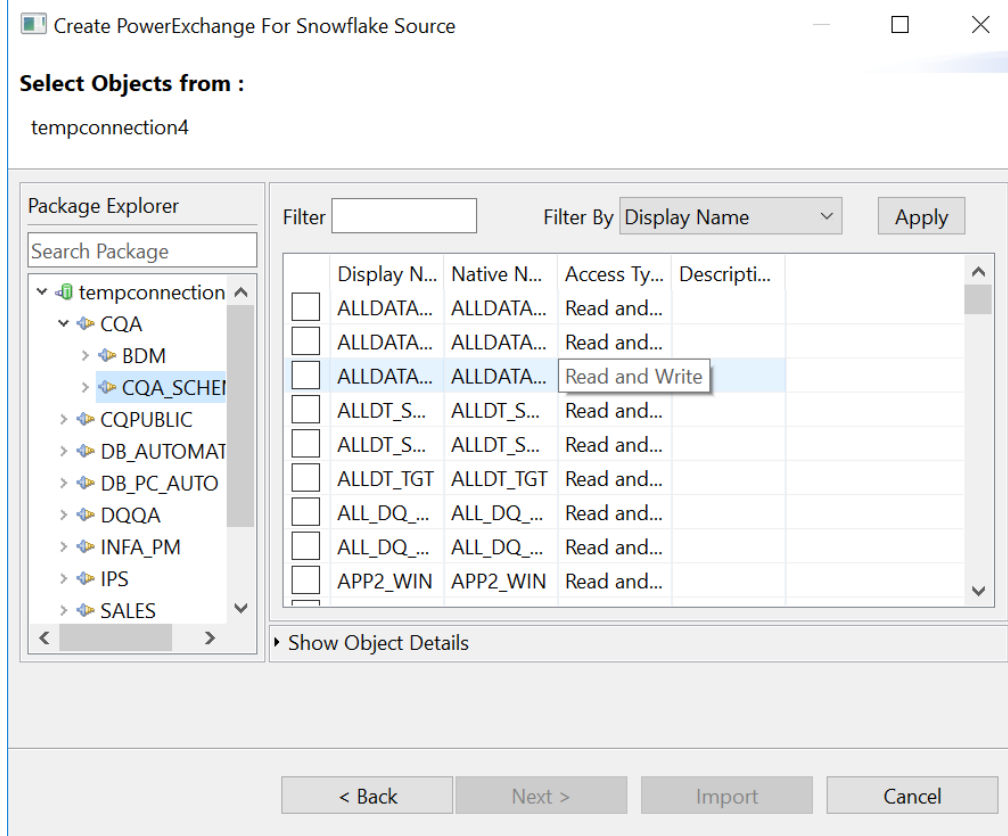 Create PowerExchange For Snowflake Source
Select Objects from :
tempconnection4
Package Explorer
Search Package
tempconnection
CQA
BDM
CQA_SCHEM
CQPUBLIC
DB_AUTOMAT
DB_PC_AUTO
DQQA
INFA_PM
IPS
SALES
Filter Filter By Display Name Apply
Display N... Native N... Access Ty... Descripti...
ALLDATA... ALLDATA... Read and...
ALLDATA... ALLDATA... Read and...
ALLDATA... ALLDATA... Read and Write
ALLDT_S... ALLDT_S... Read and...
ALLDT_S... ALLDT_S... Read and...
ALLDT_TGT ALLDT_TGT Read and...
ALL_DQ_... ALL_DQ_... Read and...
ALL_DQ_... ALL_DQ_... Read and...
APP2_WIN APP2_WIN Read and...
Show Object Details
< Back Next > Import Cancel